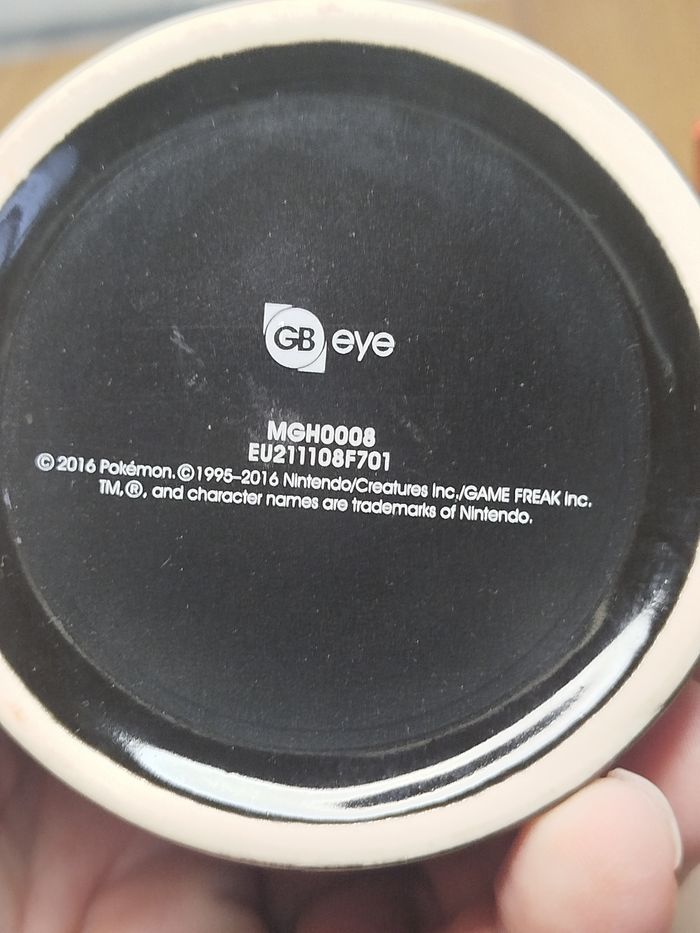 GB eye
MGH0008
EU211108F701
© 2016 Pokémon. © 1995–2016 Nintendo/Creatures Inc./GAME FREAK Inc.
TM, ®, and character names are trademarks of Nintendo.